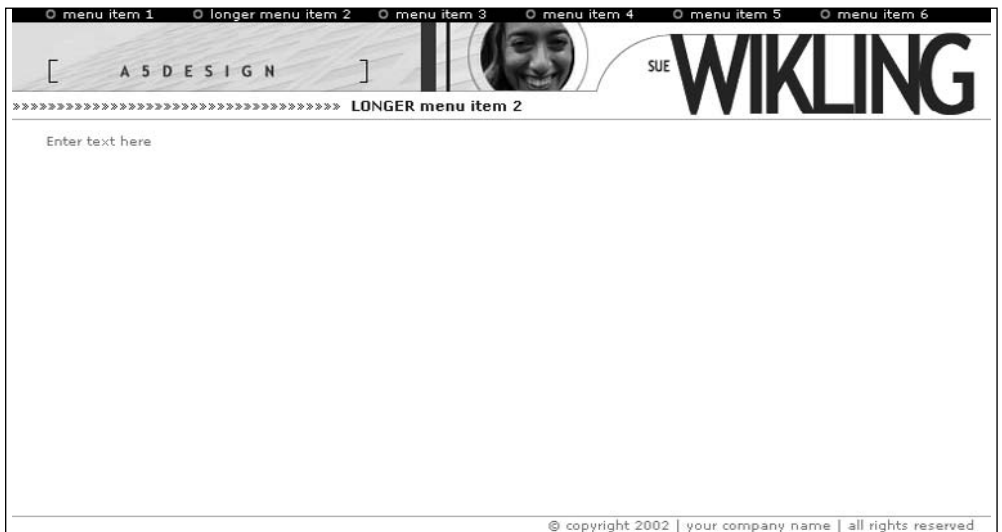 menu item 1 longer menu item 2 menu item 3 menu item 4 menu item 5 menu item 6
[ A5DESIGN ]
SUE WIKLING
»»»»»»»»»»»»»»»»»»»»»»»»»»»»»»»»»»»»» LONGER menu item 2
Enter text here
© copyright 2002 | your company name | all rights reserved